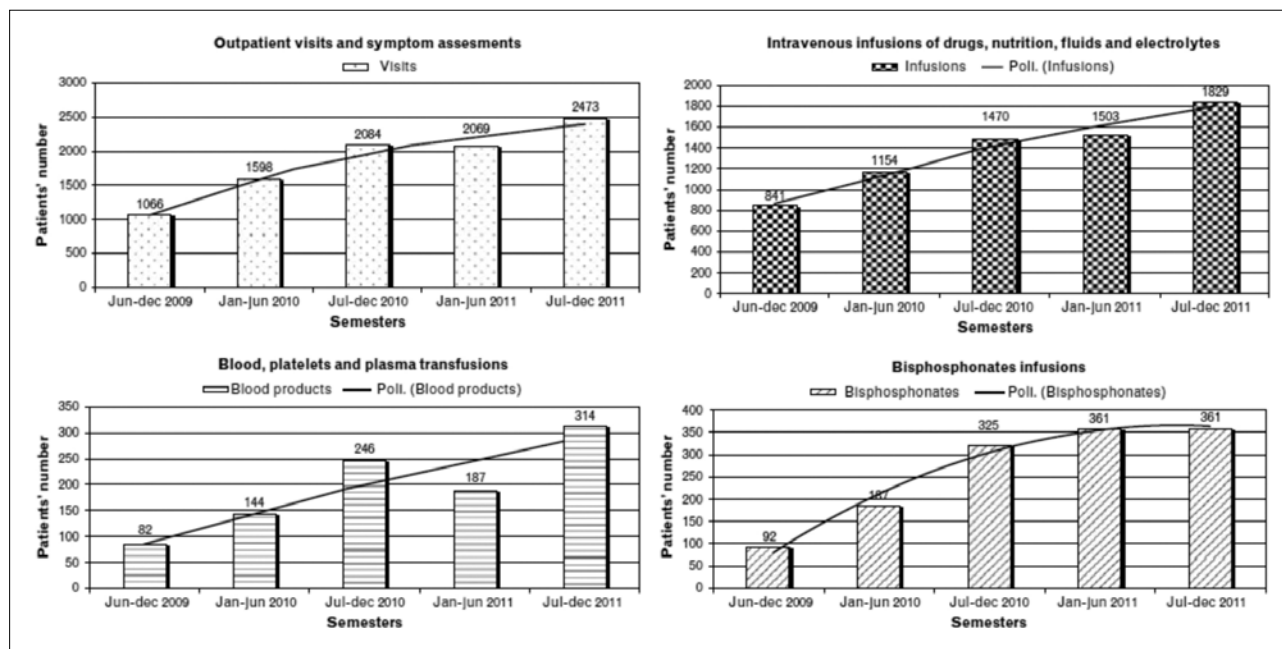 Outpatient visits and symptom assesments
Visits
Patients' number
3000
2500
2000
1500
1000
500
0
1066
1598
2084
2069
2473
Jun-dec 2009
Jan-jun 2010
Jul-dec 2010
Jan-jun 2011
Jul-dec 2011
Semesters
Intravenous infusions of drugs, nutrition, fluids and electrolytes
Infusions
Poli. (Infusions)
Patients' number
2000
1800
1600
1400
1200
1000
800
600
400
200
0
841
1154
1470
1503
1829
Jun-dec 2009
Jan-jun 2010
Jul-dec 2010
Jan-jun 2011
Jul-dec 2011
Semesters
Blood, platelets and plasma transfusions
Blood products
Poli. (Blood products)
Patients' number
350
300
250
200
150
100
50
0
82
144
246
187
314
Jun-dec 2009
Jan-jun 2010
Jul-dec 2010
Jan-jun 2011
Jul-dec 2011
Semesters
Bisphosphonates infusions
Bisphosphonates
Poli. (Bisphosphonates)
Patients' number
400
350
300
250
200
150
100
50
0
92
187
325
361
361
Jun-dec 2009
Jan-jun 2010
Jul-dec 2010
Jan-jun 2011
Jul-dec 2011
Semesters